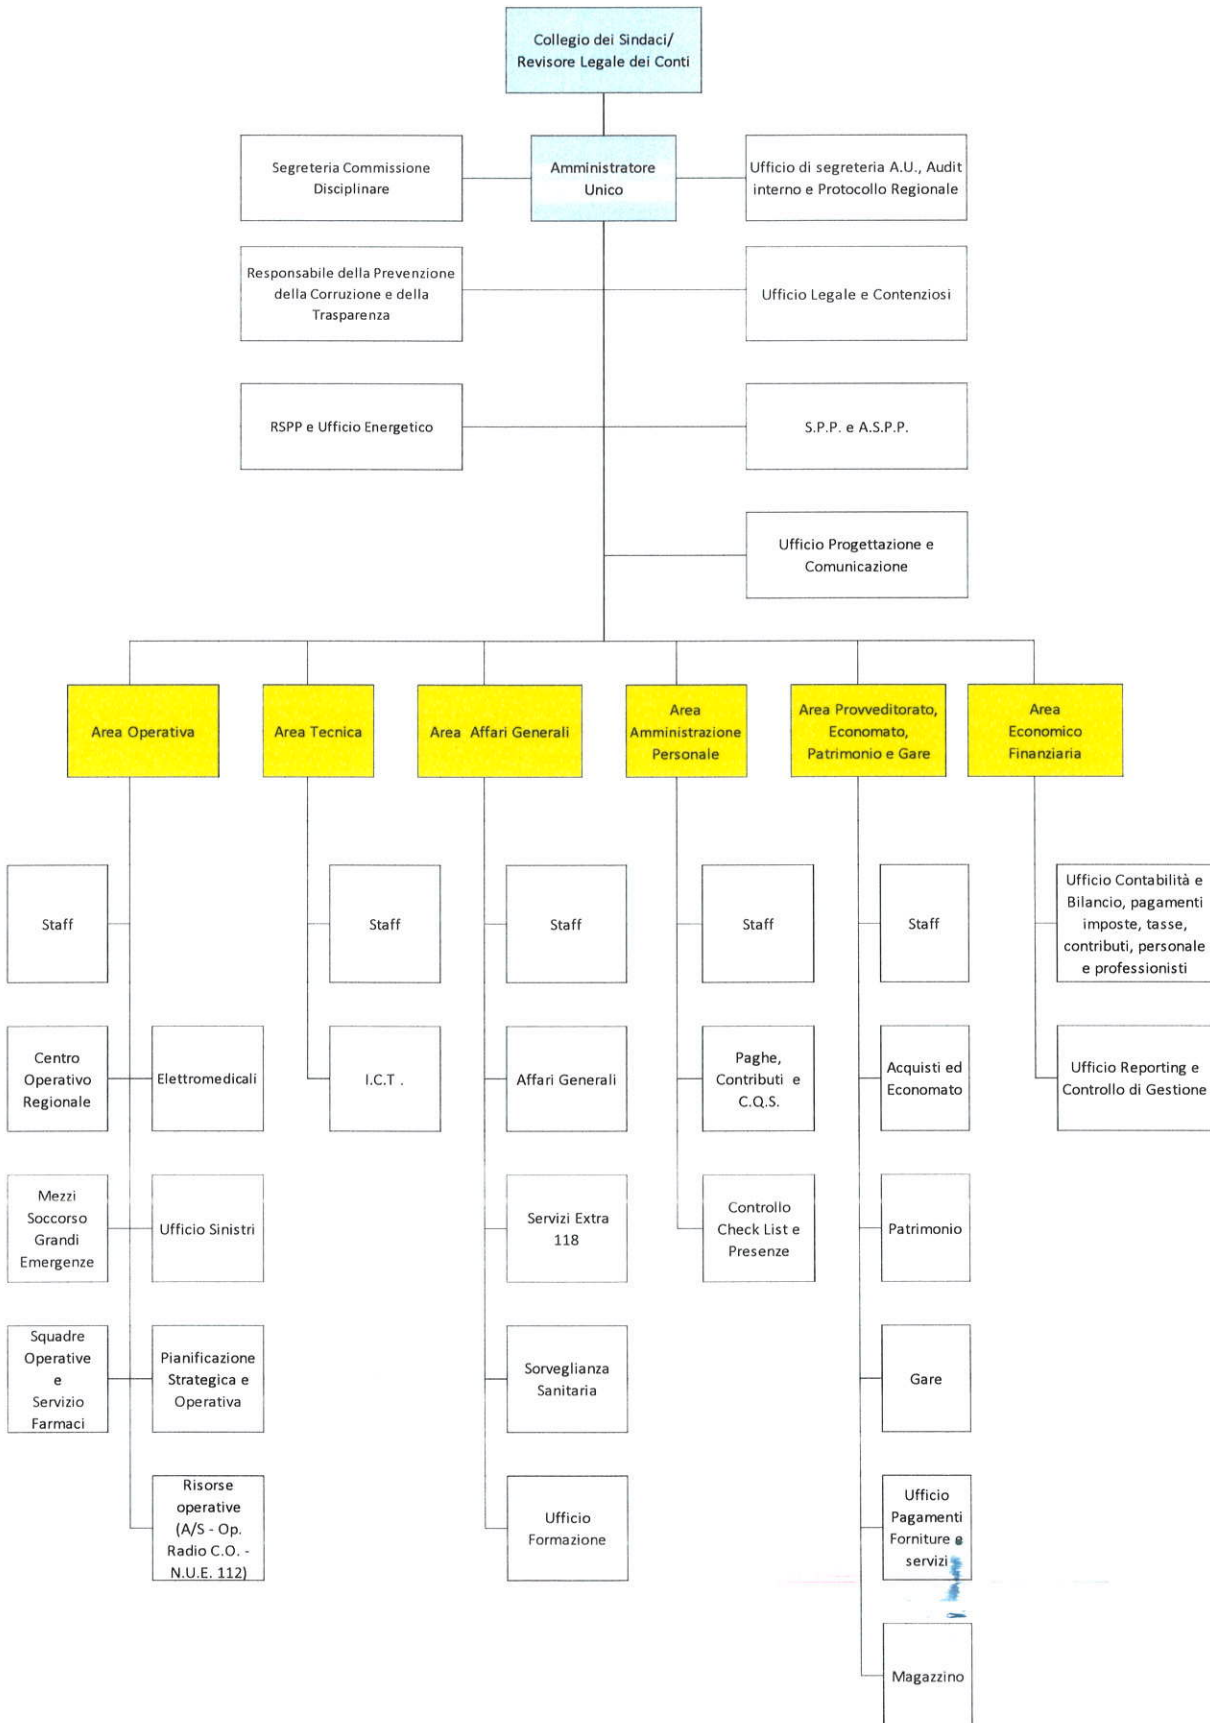 Collegio dei Sindaci/
Revisore Legale dei Conti
Segreteria Commissione
Disciplinare
Amministratore
Unico
Ufficio di segreteria A.U., Audit
interno e Protocollo Regionale
Responsabile della Prevenzione
della Corruzione e della
Trasparenza
Ufficio Legale e Contenziosi
RSPP e Ufficio Energetico
S.P.P. e A.S.P.P.
Ufficio Progettazione e
Comunicazione
Area Operativa
Area Tecnica
Area Affari Generali
Area
Amministrazione
Personale
Area Provveditorato,
Economato,
Patrimonio e Gare
Area
Economico
Finanziaria
Staff
Staff
Staff
Staff
Staff
Ufficio Contabilità e
Bilancio, pagamenti
imposte, tasse,
contributi, personale
e professionisti
Centro
Operativo
Regionale
Elettromedicali
I.C.T .
Affari Generali
Paghe,
Contributi e
C.Q.S.
Acquisti ed
Economato
Ufficio Reporting e
Controllo di Gestione
Mezzi
Soccorso
Grandi
Emergenze
Ufficio Sinistri
Servizi Extra
118
Controllo
Check List e
Presenze
Patrimonio
Squadre
Operative
e
Servizio
Farmaci
Pianificazione
Strategica e
Operativa
Sorveglianza
Sanitaria
Gare
Risorse
operative
(A/S - Op.
Radio C.O. -
N.U.E. 112)
Ufficio
Formazione
Ufficio
Pagamenti
Forniture e
servizi
Magazzino